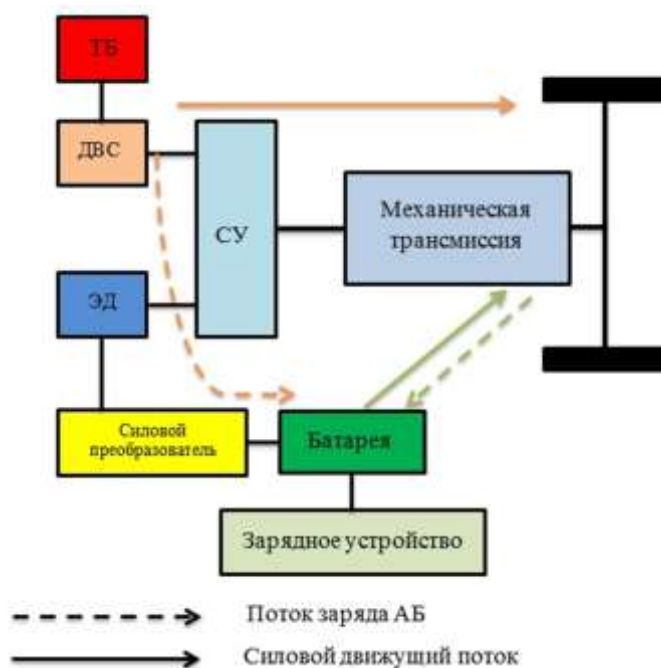 ТБ
ДВС
СУ
Механическая
трансмиссия
ЭД
Силовой
преобразователь
Батарея
Зарядное устройство
Поток заряда АБ
Силовой движущий поток